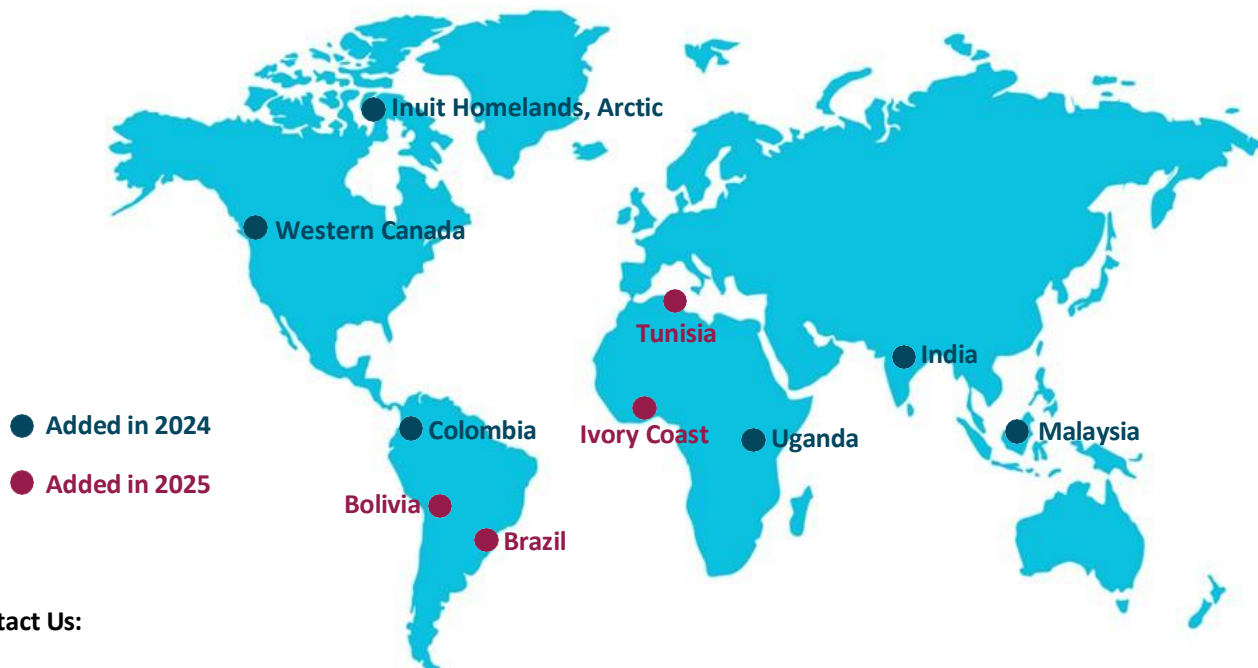 Inuit Homelands, Arctic
Western Canada
Tunisia
India
Added in 2024
Colombia
Ivory Coast
Uganda
Malaysia
Added in 2025
Bolivia
Brazil
tact Us: